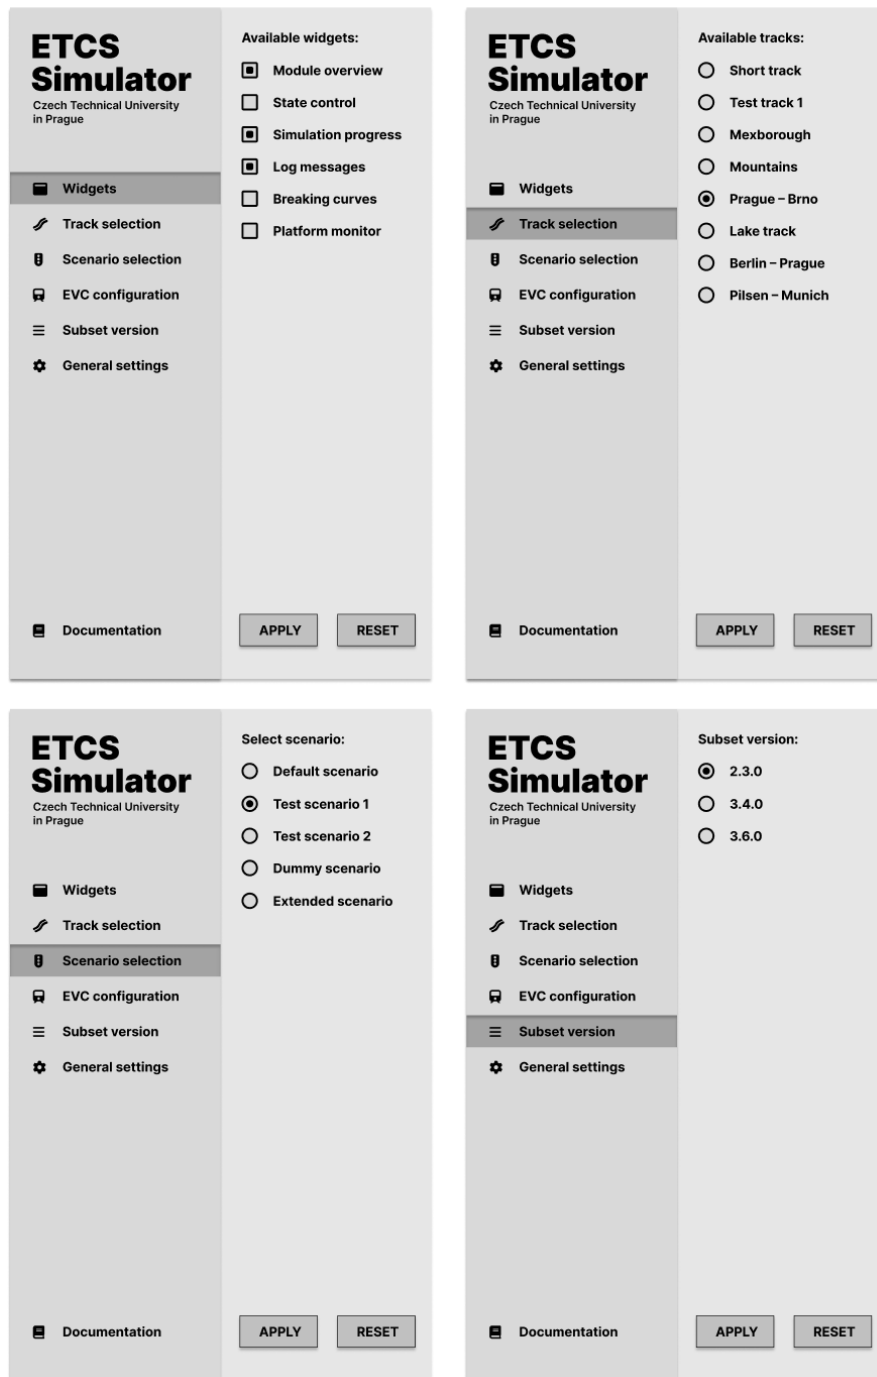 ETCS
Simulator
Czech Technical University
in Prague
Widgets
Track selection
Scenario selection
EVC configuration
Subset version
General settings
Documentation
Available widgets:
Module overview
State control
Simulation progress
Log messages
Breaking curves
Platform monitor
APPLY
RESET
ETCS
Simulator
Czech Technical University
in Prague
Widgets
Track selection
Scenario selection
EVC configuration
Subset version
General settings
Documentation
Available tracks:
Short track
Test track 1
Mexborough
Mountains
Prague – Brno
Lake track
Berlin – Prague
Pilsen – Munich
APPLY
RESET
ETCS
Simulator
Czech Technical University
in Prague
Widgets
Track selection
Scenario selection
EVC configuration
Subset version
General settings
Documentation
Select scenario:
Default scenario
Test scenario 1
Test scenario 2
Dummy scenario
Extended scenario
APPLY
RESET
ETCS
Simulator
Czech Technical University
in Prague
Widgets
Track selection
Scenario selection
EVC configuration
Subset version
General settings
Documentation
Subset version:
2.3.0
3.4.0
3.6.0
APPLY
RESET